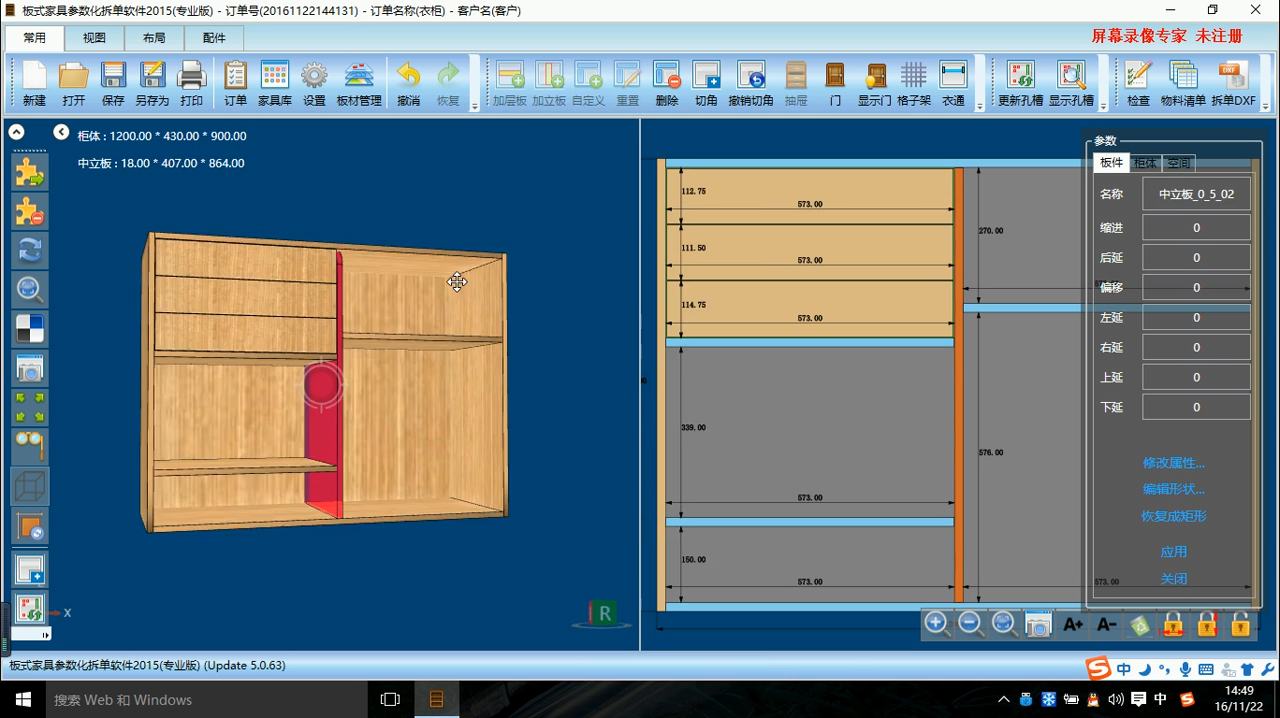 板式家具参数化拆单软件2015(专业版) - 订单号(20161122144131) - 订单名称(衣柜) - 客户名(客户)
常用 视图 布局 配件
屏幕录像专家 未注册
新建 打开 保存 另存为 打印 订单 家具库 设置 板材管理 撤消 恢复 加层板 加立板 自定义 重置 删除 切角 撤销切角 抽屉 门 显示门 格子架 衣通 更新孔槽 显示孔槽 检查 物料清单 拆单DXF
柜体 : 1200.00 * 430.00 * 900.00
中立板 : 18.00 * 407.00 * 864.00
112.75
573.00
111.50
573.00
114.75
573.00
339.00
573.00
150.00
573.00
270.00
576.00
573.00
参数
板件 柜体 空间
名称 中立板_0_5_02
缩进 0
后延 0
偏移 0
左延 0
右延 0
上延 0
下延 0
修改属性...
编辑形状...
恢复成矩形
应用
关闭
X
R
A+ A-
板式家具参数化拆单软件2015(专业版) (Update 5.0.63)
中
搜索 Web 和 Windows
中
14:49
16/11/22